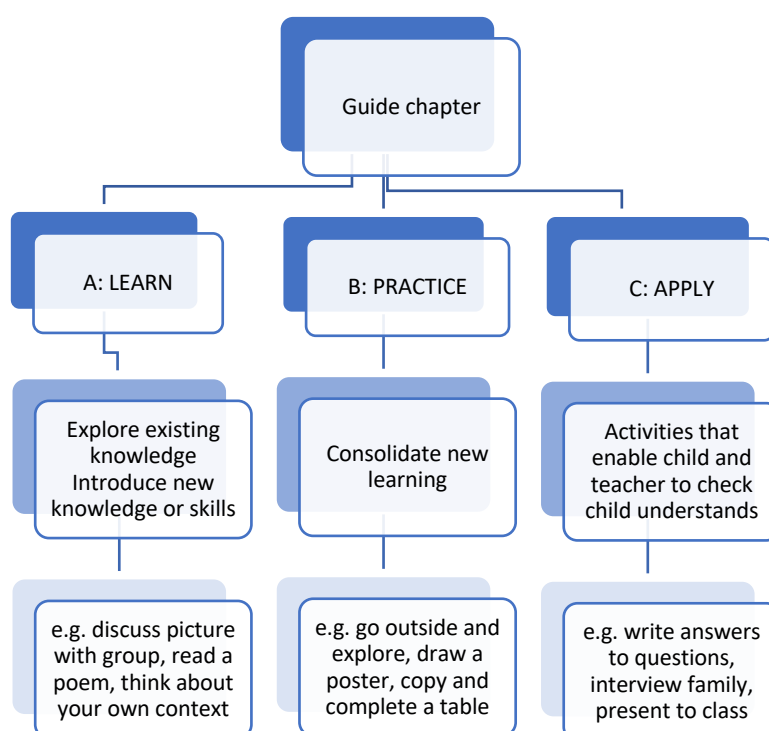 Guide chapter
A: LEARN
B: PRACTICE
C: APPLY
Explore existing
knowledge
Introduce new
knowledge or skills
Consolidate new
learning
Activities that
enable child and
teacher to check
child understands
e.g. discuss picture
with group, read a
poem, think about
your own context
e.g. go outside and
explore, draw a
poster, copy and
complete a table
e.g. write answers
to questions,
interview family,
present to class